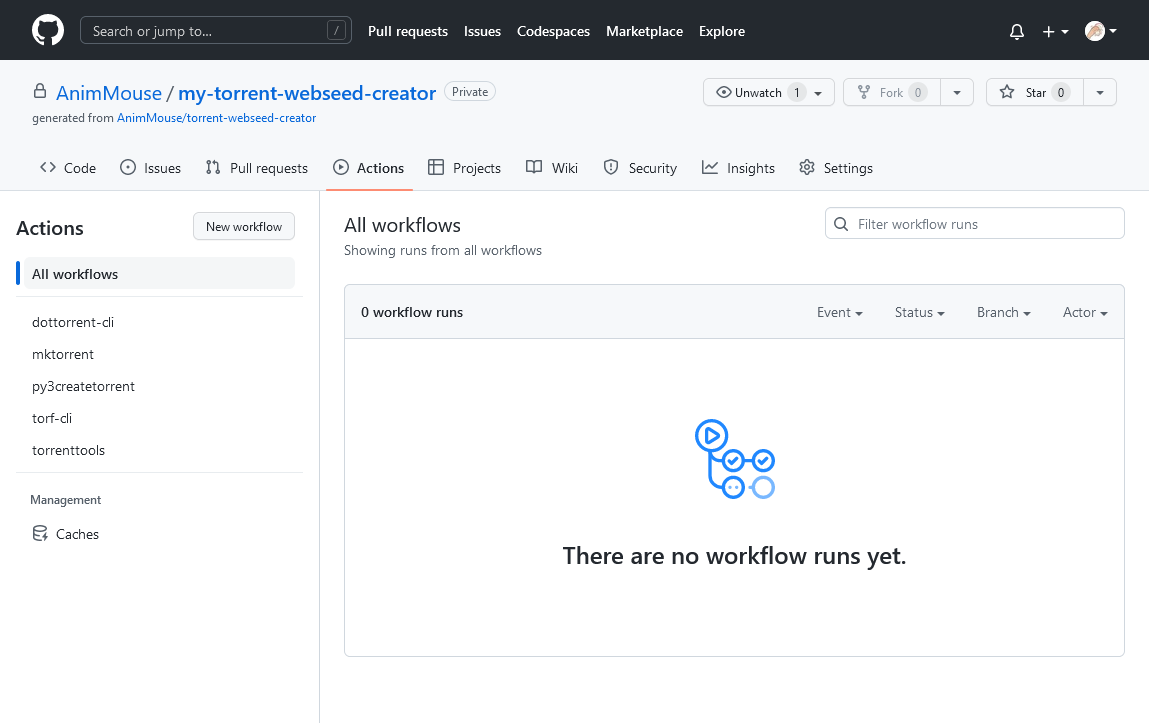 Search or jump to... / Pull requests Issues Codespaces Marketplace Explore
AnimMouse / my-torrent-webseed-creator Private Unwatch 1 Fork 0 Star 0
generated from AnimMouse/torrent-webseed-creator
Code Issues Pull requests Actions Projects Wiki Security Insights Settings
Actions New workflow
All workflows
dottorrent-cli
mktorrent
py3createtorrent
torf-cli
torrenttools
Management
Caches
All workflows Filter workflow runs
Showing runs from all workflows
0 workflow runs Event Status Branch Actor
There are no workflow runs yet.